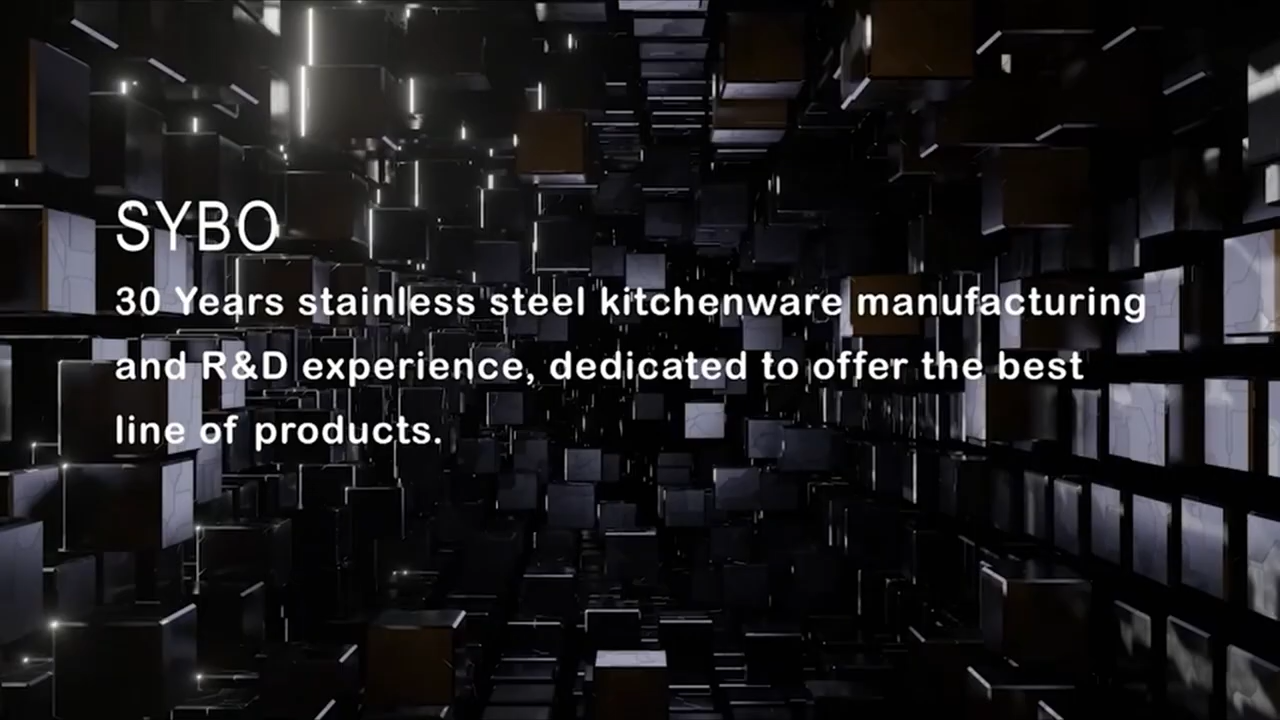 SYBO
30 Years stainless steel kitchenware manufacturing
and R&D experience, dedicated to offer the best
line of products.